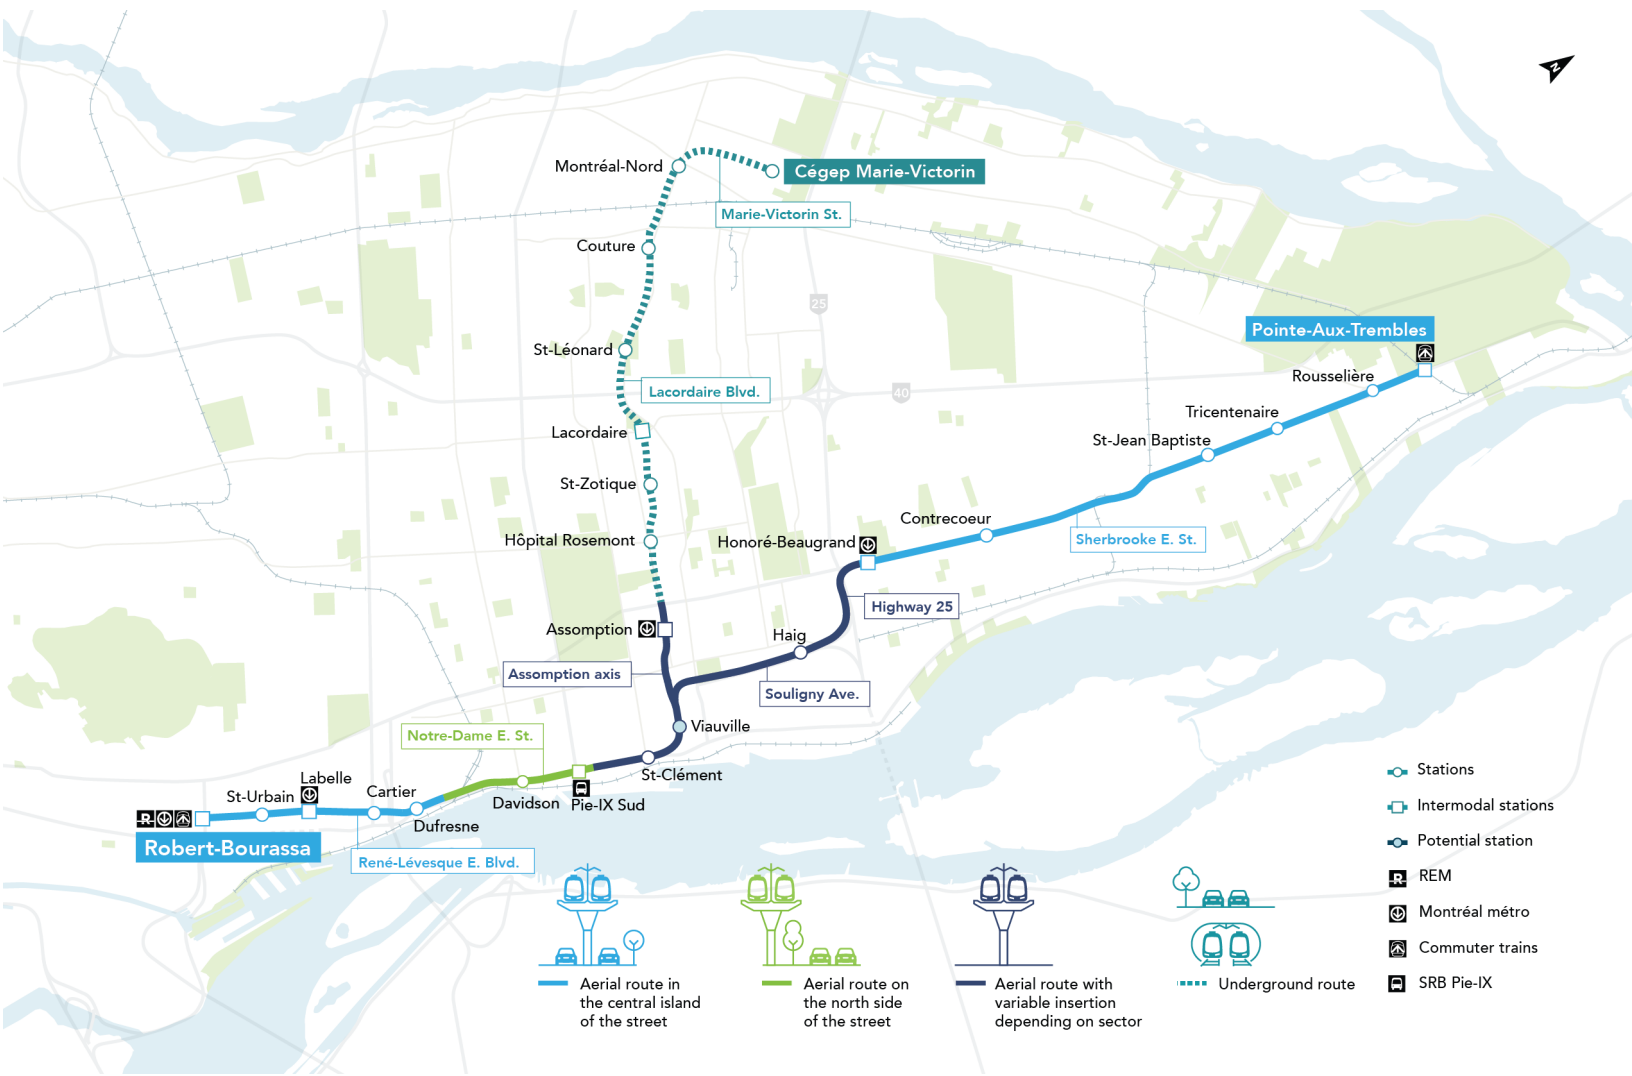 N
Montréal-Nord
Cégep Marie-Victorin
Marie-Victorin St.
Couture
25
Pointe-Aux-Trembles
St-Léonard
Rousselière
Lacordaire Blvd.
40
Tricentenaire
Lacordaire
St-Jean Baptiste
St-Zotique
Contrecoeur
Hôpital Rosemont
Honoré-Beaugrand
Sherbrooke E. St.
Highway 25
Assomption
Haig
Assomption axis
Souligny Ave.
Viauville
Notre-Dame E. St.
St-Clément
Labelle
St-Urbain
Cartier
Davidson
Pie-IX Sud
R
Dufresne
Robert-Bourassa
René-Lévesque E. Blvd.
Stations
Intermodal stations
Potential station
R REM
Montréal métro
Commuter trains
SRB Pie-IX
Aerial route in
the central island
of the street
Aerial route on
the north side
of the street
Aerial route with
variable insertion
depending on sector
Underground route